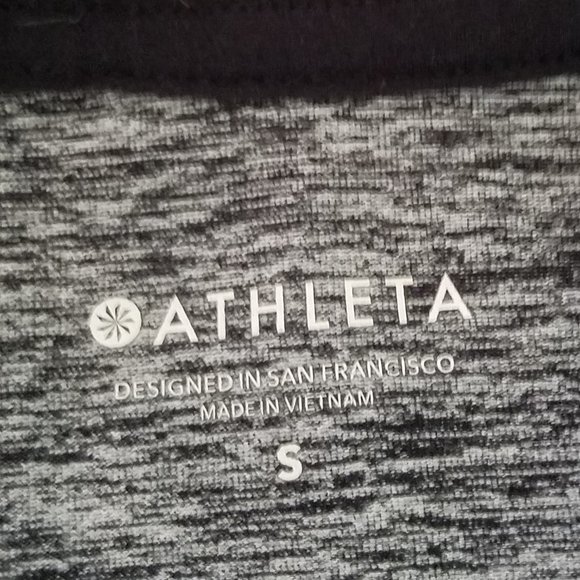 ATHLETA
DESIGNED IN SAN FRANCISCO
MADE IN VIETNAM
S